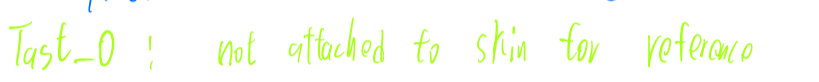 Tast_0 : not attached to skin for reference